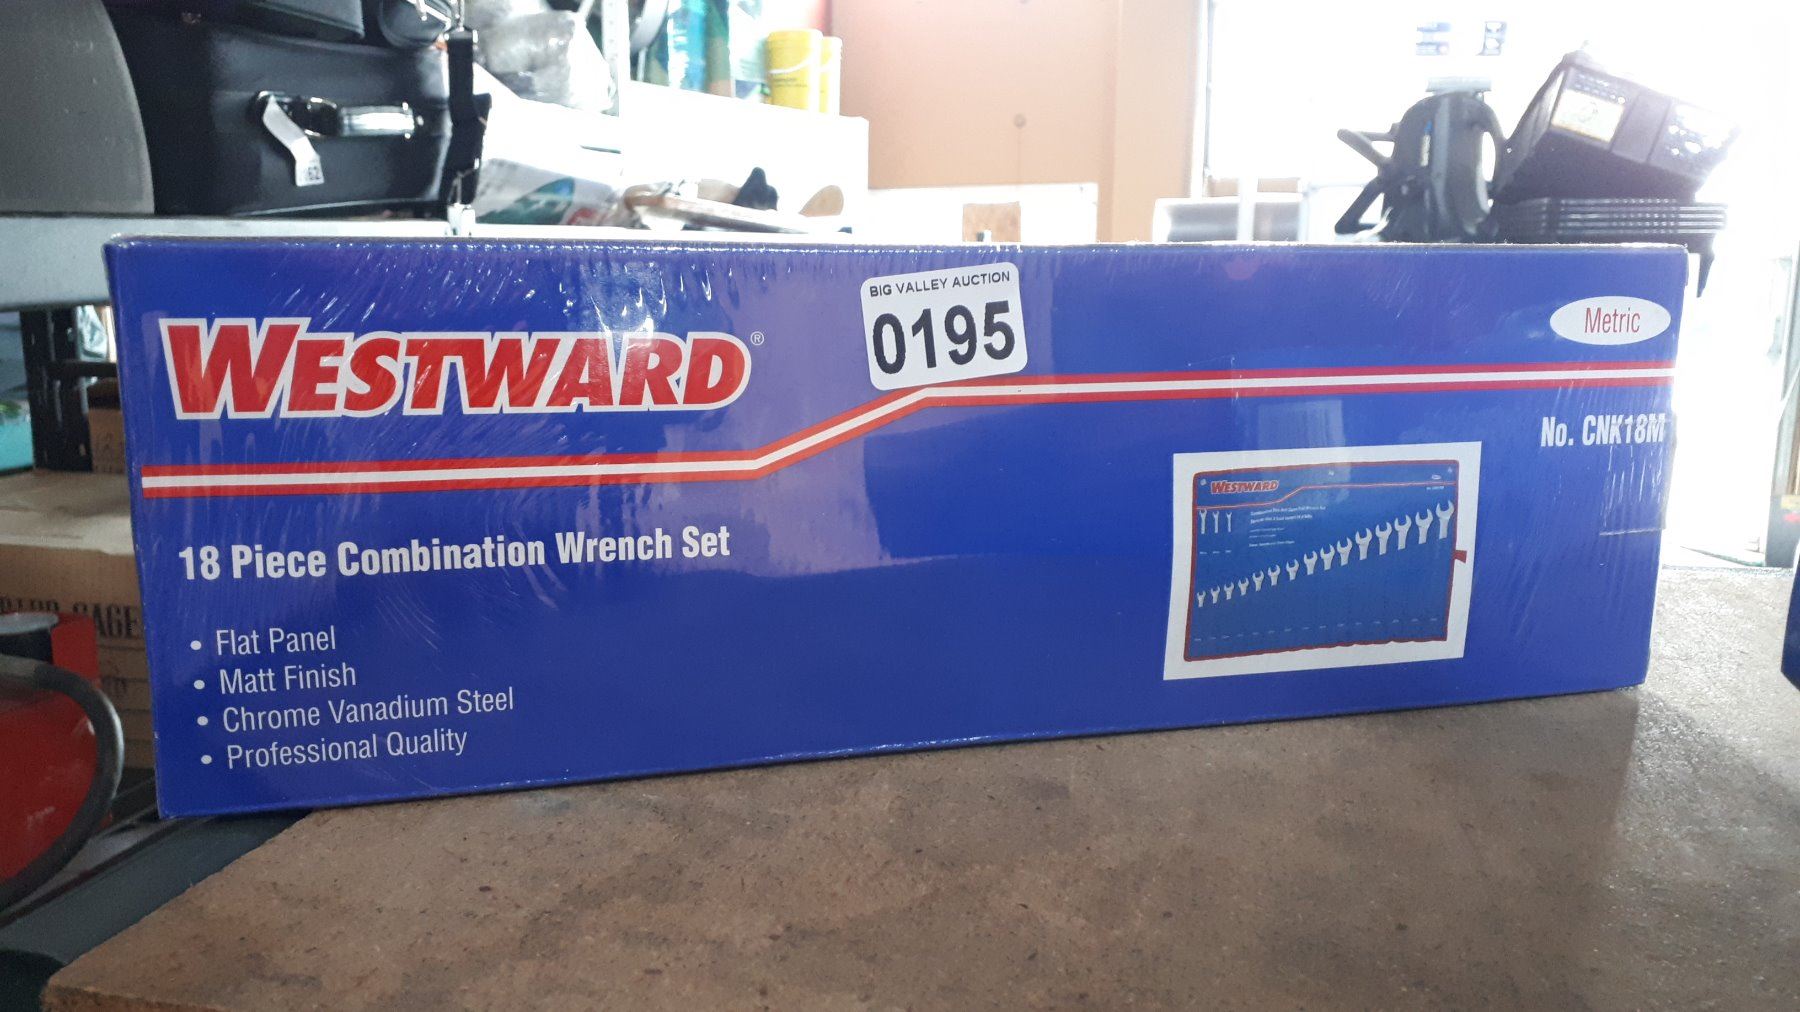 BIG VALLEY AUCTION
0195
WESTWARD®
Metric
No. CNK18M
18 Piece Combination Wrench Set
• Flat Panel
• Matt Finish
• Chrome Vanadium Steel
• Professional Quality
WESTWARD